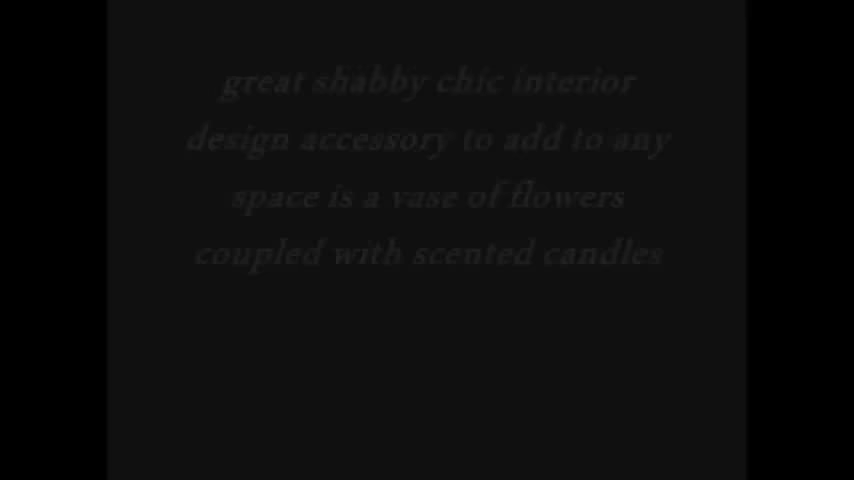 great shabby chic interior
design accessory to add to any
space is a vase of flowers
coupled with scented candles